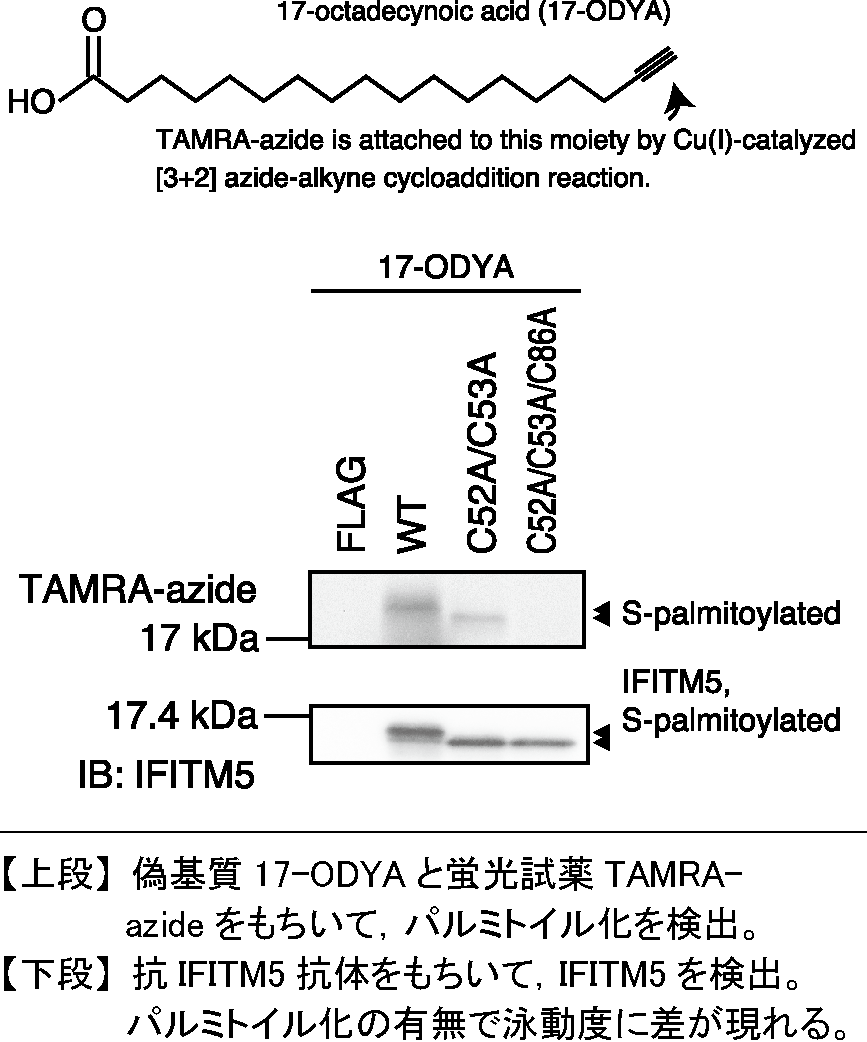 17-octadecynoic acid (17-ODYA)
O
HO
TAMRA-azide is attached to this moiety by Cu(I)-catalyzed
[3+2] azide-alkyne cycloaddition reaction.
17-ODYA
FLAG
WT
C52A/C53A
C52A/C53A/C86A
TAMRA-azide
17 kDa
S-palmitoylated
17.4 kDa
IB: IFITM5
IFITM5,
S-palmitoylated
【上段】 偽基質 17-ODYA と蛍光試薬 TAMRA-
azide をもちいて，パルミトイル化を検出。
【下段】 抗 IFITM5 抗体をもちいて，IFITM5 を検出。
パルミトイル化の有無で泳動度に差が現れる。